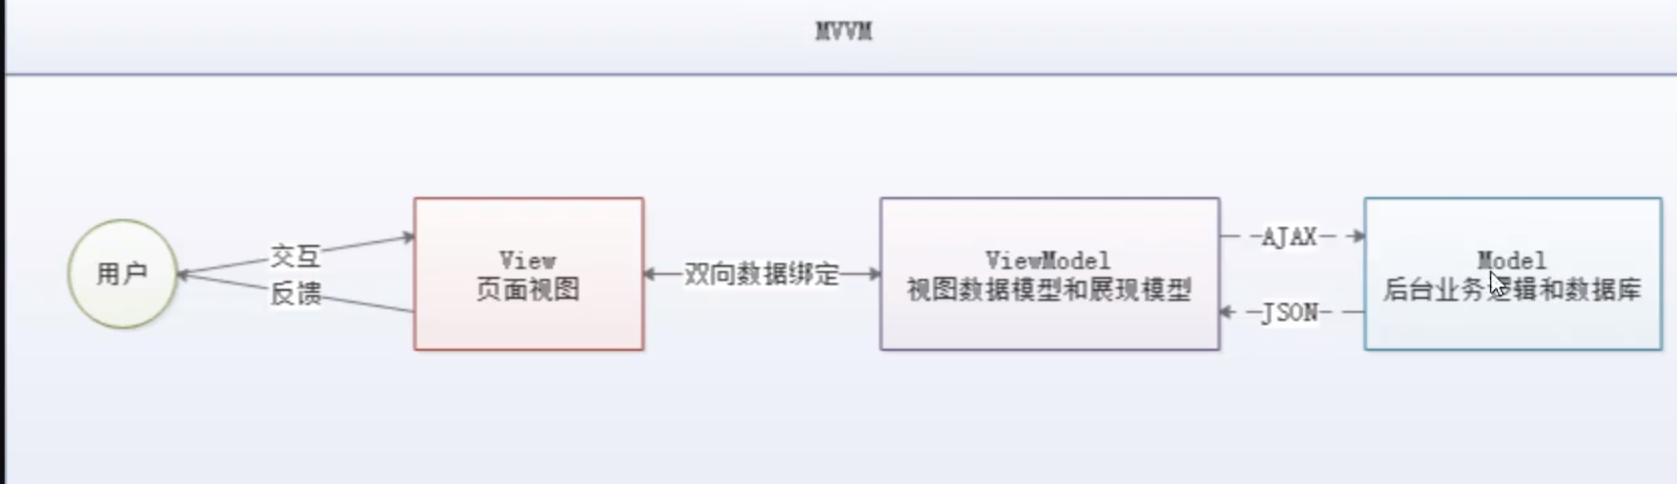 MVVM
用户
交互
反馈
View
页面视图
双向数据绑定
ViewModel
视图数据模型和展现模型
AJAX
JSON
Model
后台业务逻辑和数据库